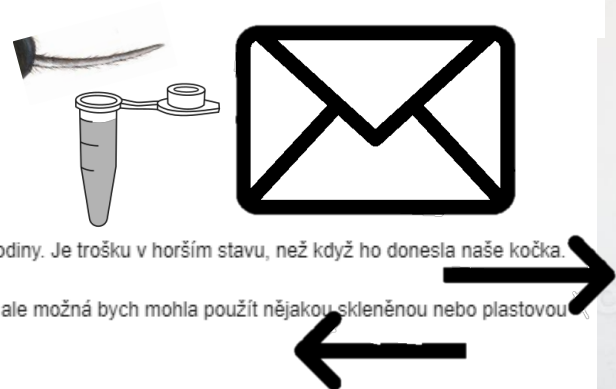 odiny. Je trošku v horším stavu, než když ho donesla naše kočka.
ale možná bych mohla použít nějakou skleněnou nebo plastovou